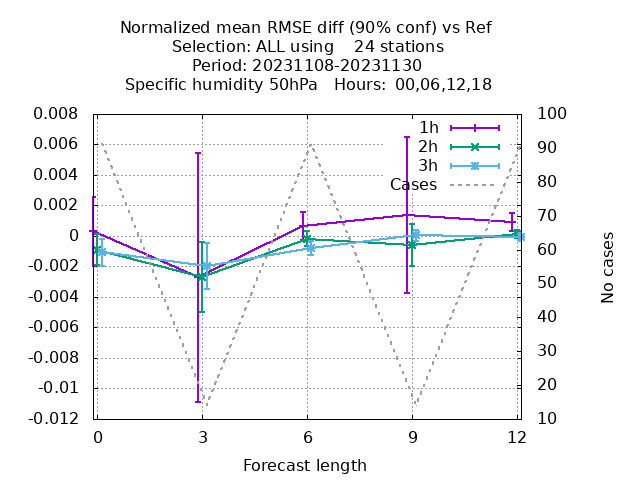 Normalized mean RMSE diff (90% conf) vs Ref
Selection: ALL using    24 stations
Period: 20231108-20231130
Specific humidity 50hPa   Hours: 00,06,12,18
0.008
0.006
0.004
0.002
0
-0.002
-0.004
-0.006
-0.008
-0.01
-0.012
100
90
80
70
60
50
40
30
20
10
1h
2h
3h
Cases
No cases
0 3 6 9 12
Forecast length